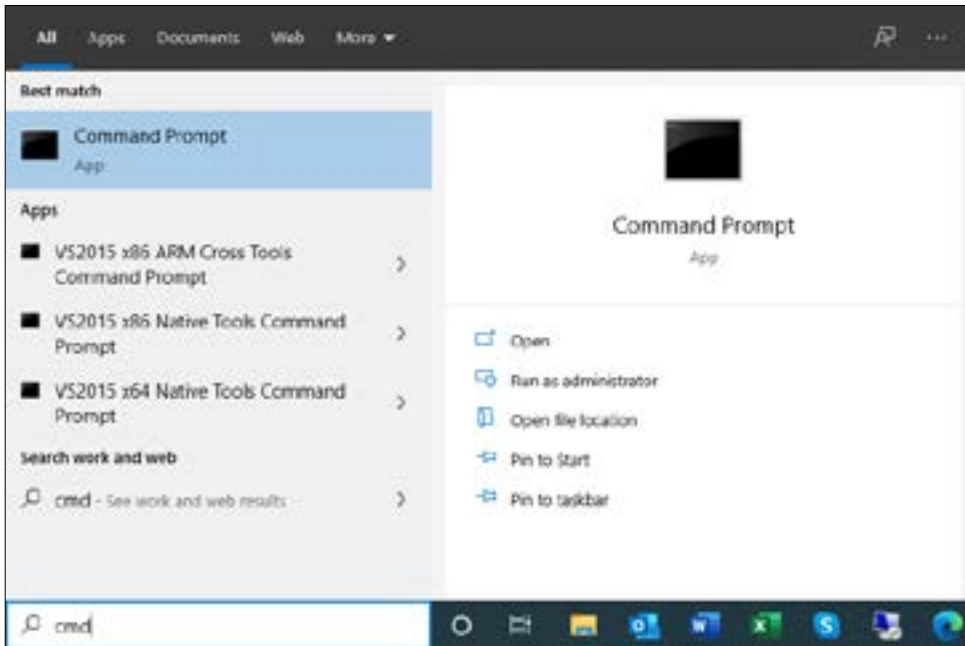 All Apps Documents Web More
Best match
Command Prompt
App
Apps
VS2015 x86 ARM Cross Tools
Command Prompt
VS2015 x86 Native Tools Command
Prompt
VS2015 x64 Native Tools Command
Prompt
Search work and web
cmd - See work and web results
cmd
Command Prompt
App
Open
Run as administrator
Open file location
Pin to Start
Pin to taskbar